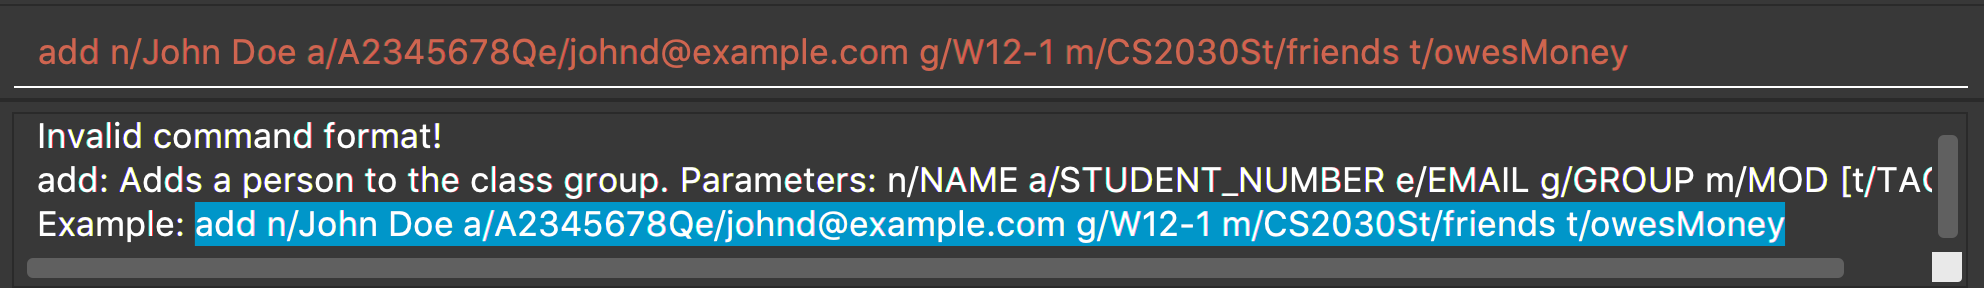 add n/John Doe a/A2345678Qe/johnd@example.com g/W12-1 m/CS2030St/friends t/owesMoney
Invalid command format!
add: Adds a person to the class group. Parameters: n/NAME a/STUDENT_NUMBER e/EMAIL g/GROUP m/MOD [t/TAG
Example: add n/John Doe a/A2345678Qe/johnd@example.com g/W12-1 m/CS2030St/friends t/owesMoney